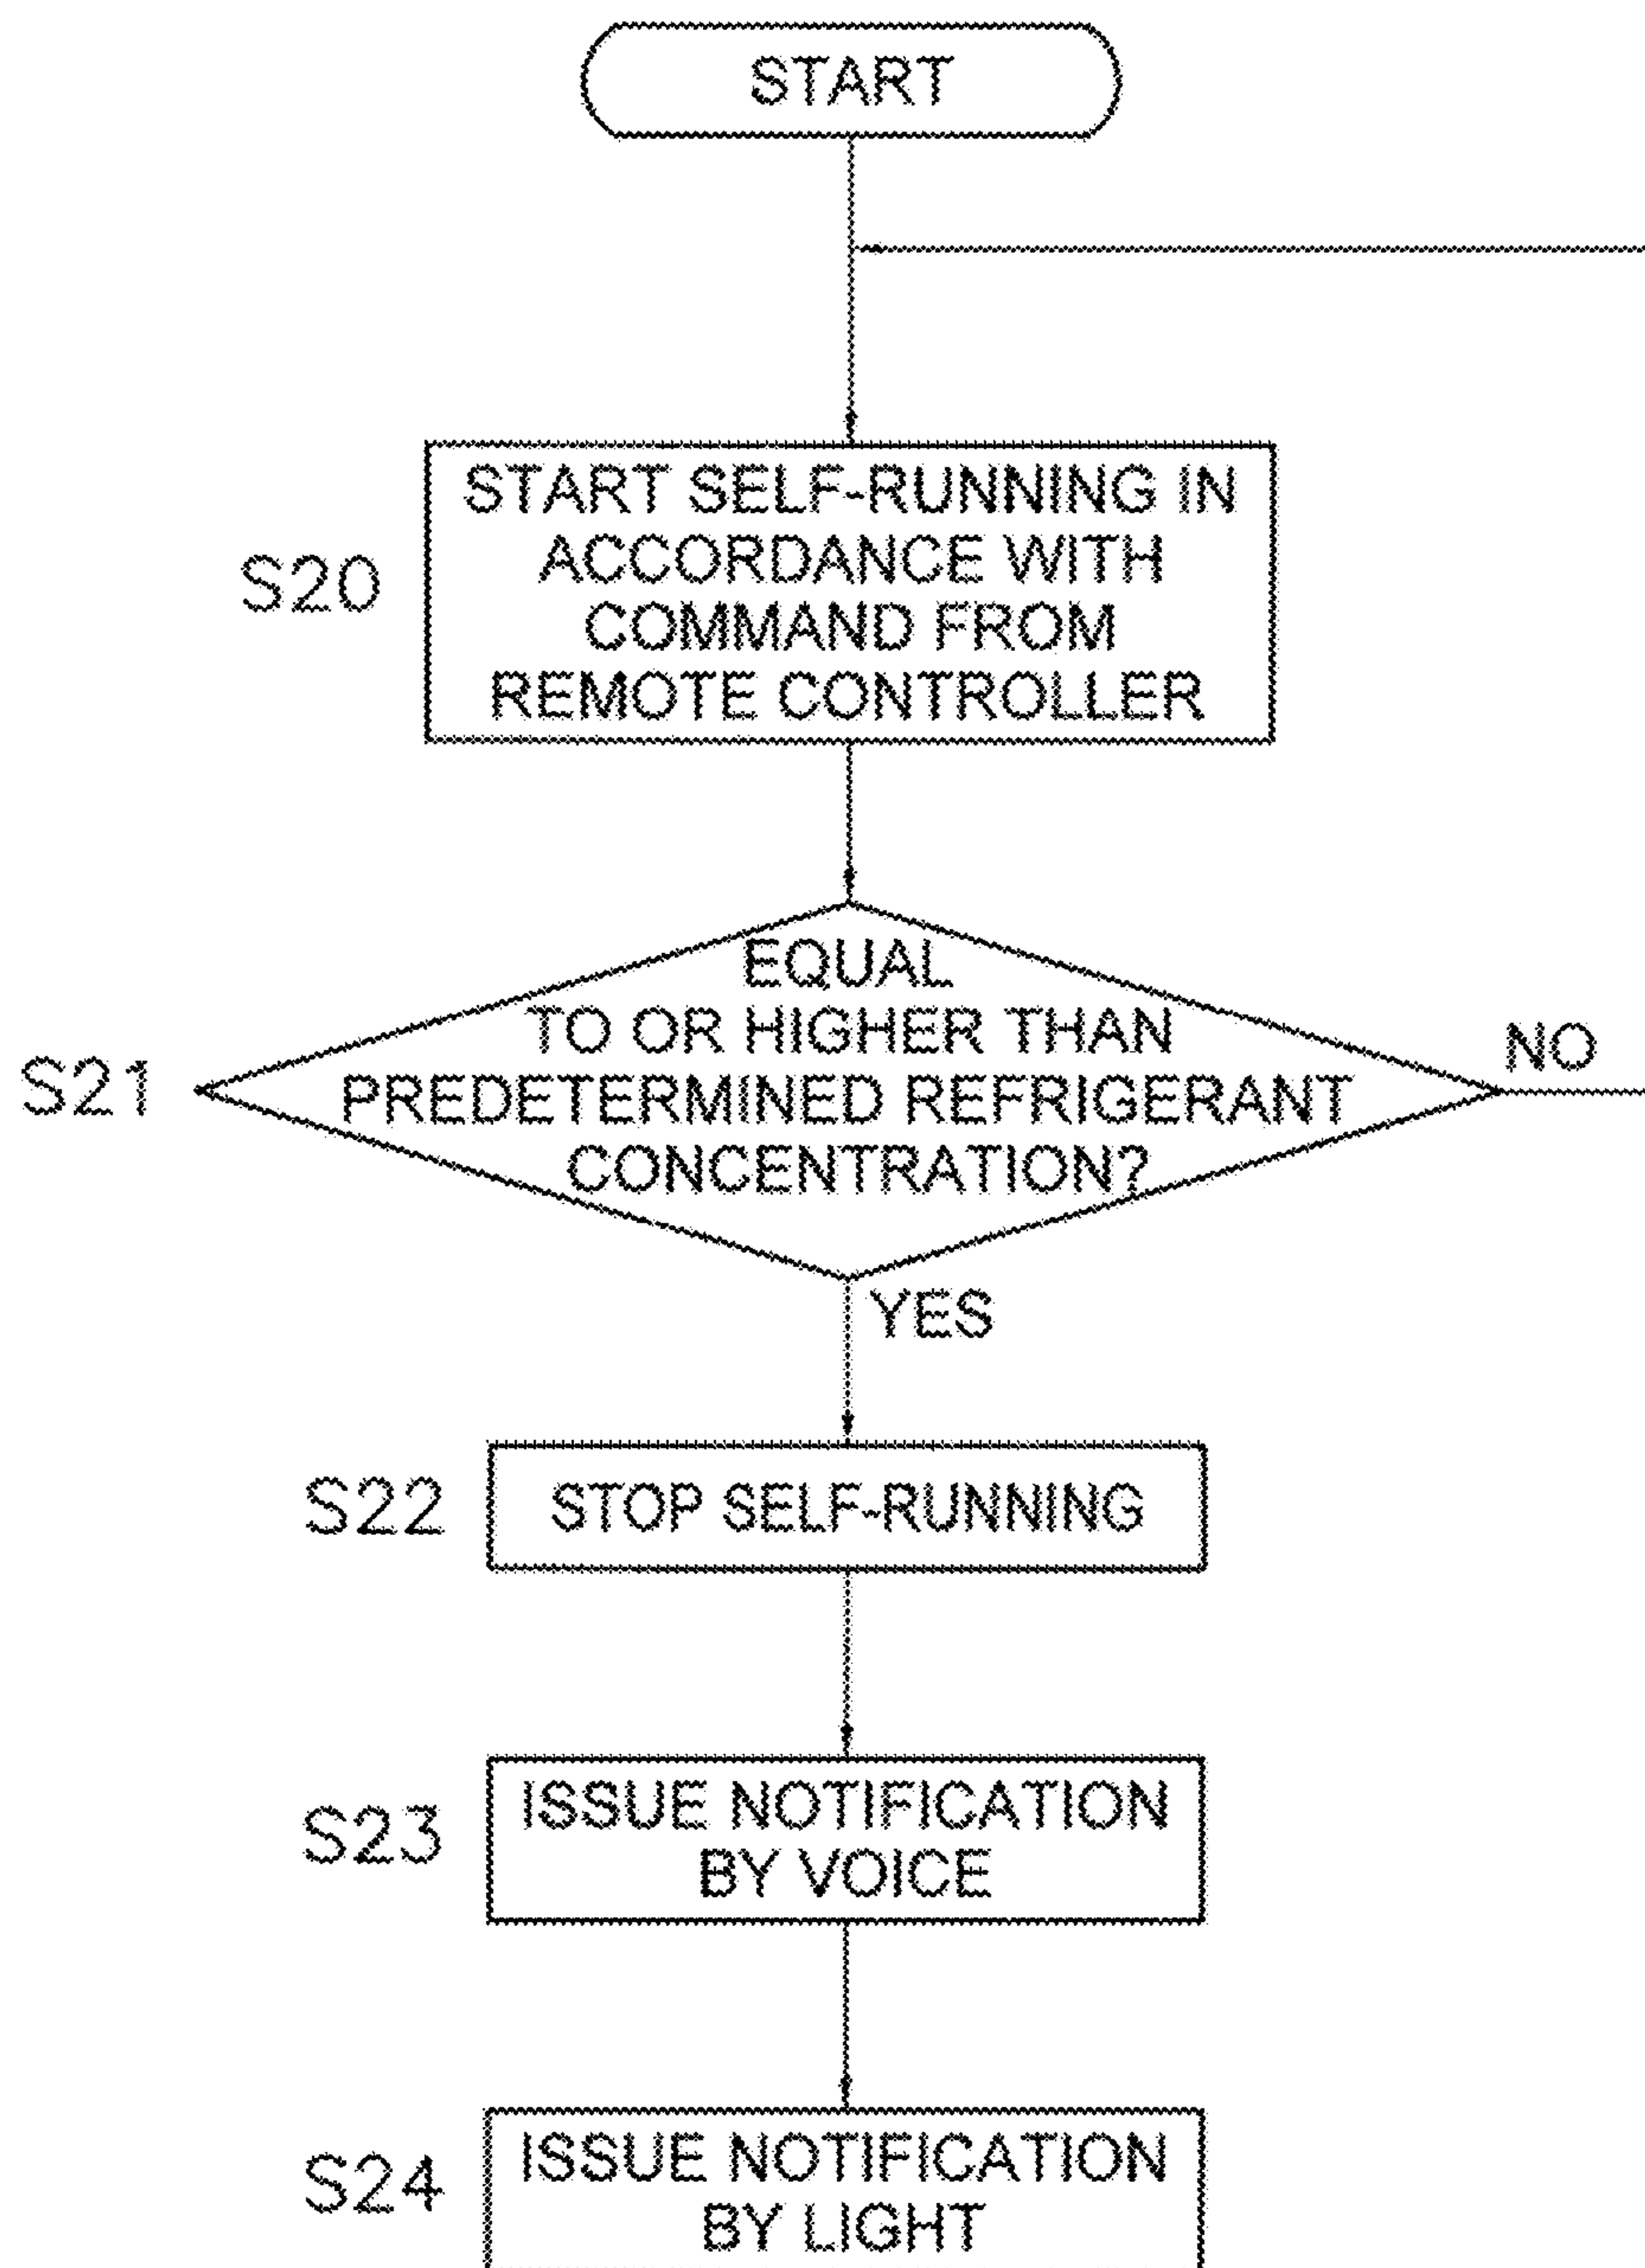 START
S20
START SELF-RUNNING IN
ACCORDANCE WITH
COMMAND FROM
REMOTE CONTROLLER
S21
EQUAL
TO OR HIGHER THAN
PREDETERMINED REFRIGERANT
CONCENTRATION?
NO
YES
S22
STOP SELF-RUNNING
S23
ISSUE NOTIFICATION
BY VOICE
S24
ISSUE NOTIFICATION
BY LIGHT